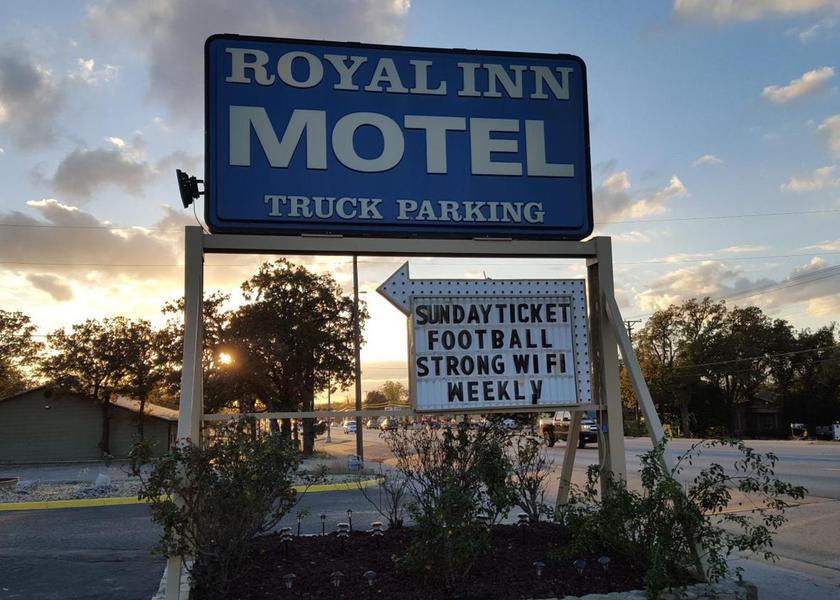 ROYAL INN
MOTEL
TRUCK PARKING
SUNDAY TICKET
FOOTBALL
STRONG WIFI
WEEKLY